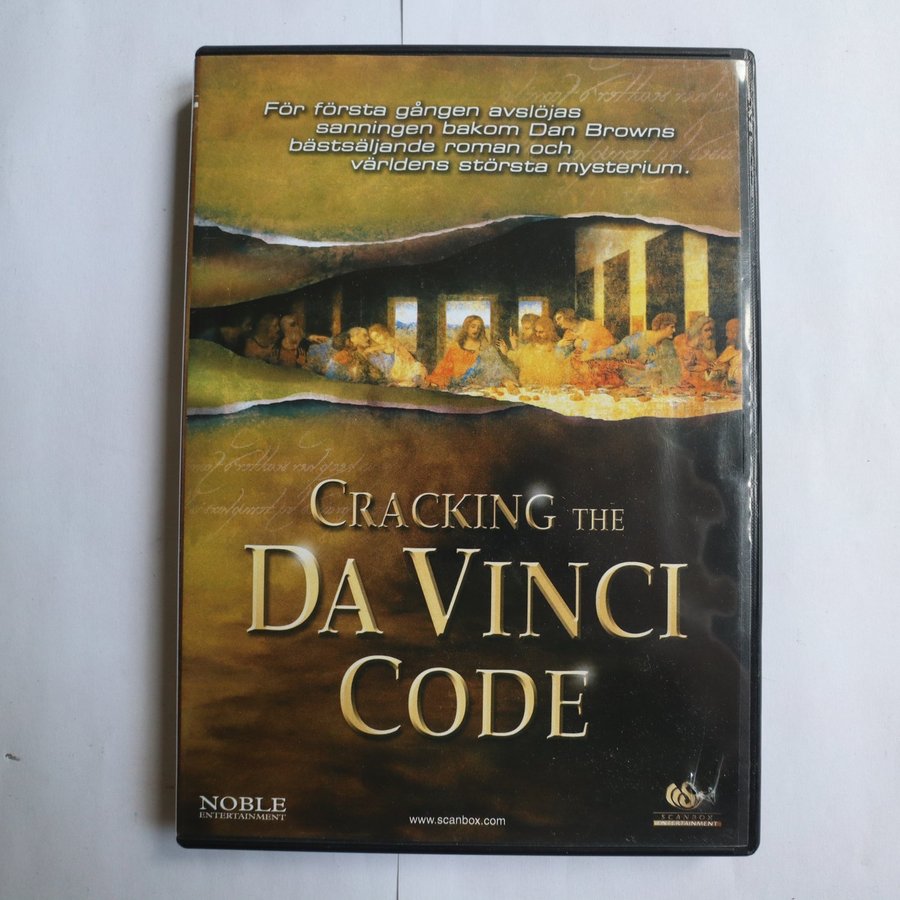 För första gången avslöjas
sanningen bakom Dan Browns
bästsäljande roman och
världens största mysterium.
CRACKING THE
DA VINCI
CODE
NOBLE
ENTERTAINMENT
www.scanbox.com
SCANBOX
ENTERTAINMENT